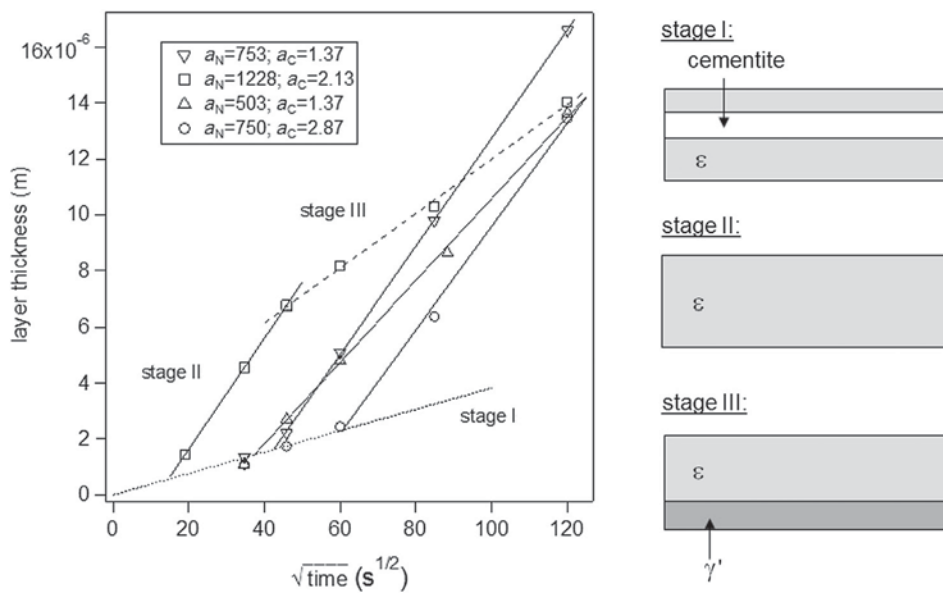 16x10⁻⁶
14
12
10
8
6
4
2
0
layer thickness (m)
0 20 40 60 80 100 120
√time (s^1/2)
a_N=753; a_C=1.37
a_N=1228; a_C=2.13
a_N=503; a_C=1.37
a_N=750; a_C=2.87
stage III
stage II
stage I
stage I:
cementite
ε
stage II:
ε
stage III:
ε
γ'